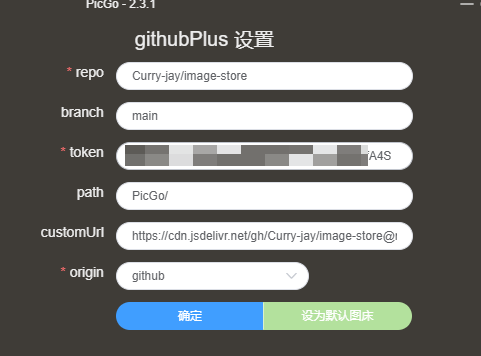 PicGo - 2.3.1
githubPlus 设置
* repo Curry-jay/image-store
branch main
* token A4S
path PicGo/
customUrl https://cdn.jsdelivr.net/gh/Curry-jay/image-store@
* origin github
确定 设为默认图床